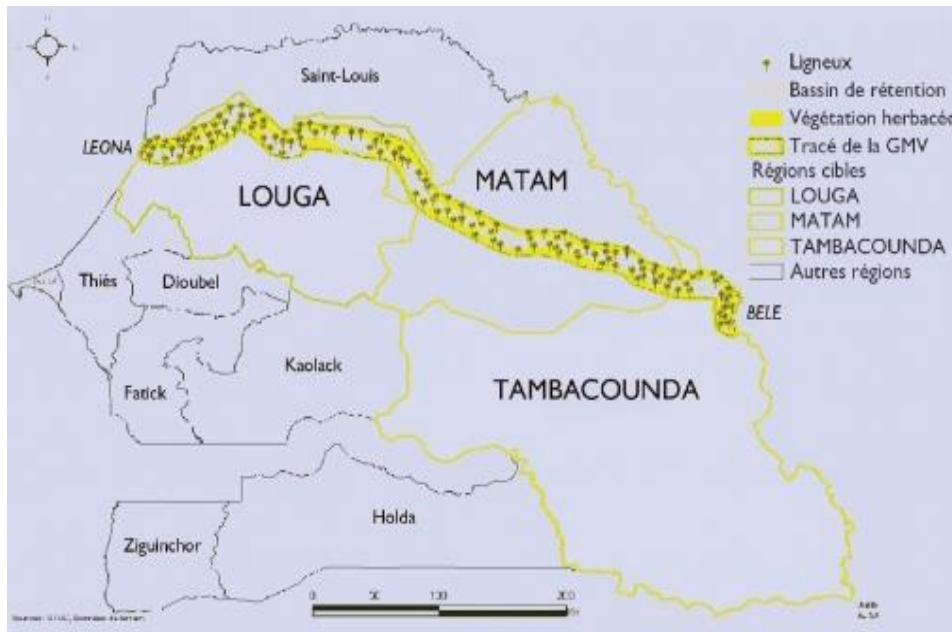 Saint-Louis
LEONA
LOUGA
MATAM
Thiés
Dioubel
BELE
Kaolack
TAMBACOUNDA
Fatick
Holda
Ziguinchor
Ligneux
Bassin de rétention
Végétation herbacée
Tracé de la GMV
Régions cibles
LOUGA
MATAM
TAMBACOUNDA
Autres régions
0 50 100 200